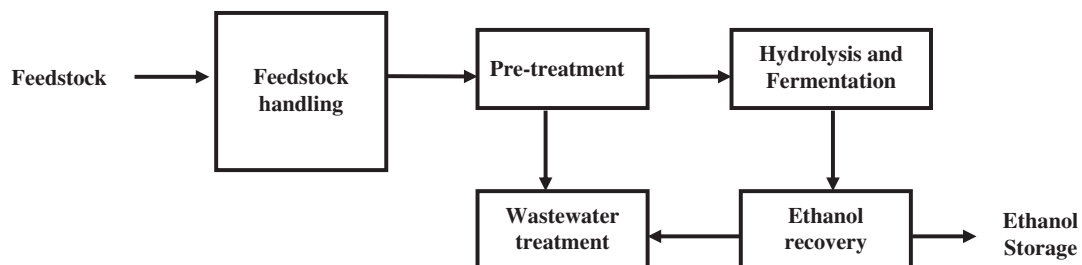 Feedstock
Feedstock
handling
Pre-treatment
Hydrolysis and
Fermentation
Wastewater
treatment
Ethanol
recovery
Ethanol
Storage